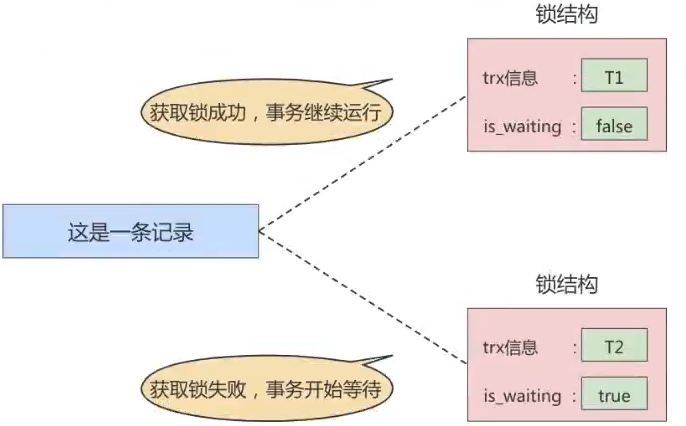 锁结构
trx信息 : T1
获取锁成功，事务继续运行
is_waiting : false
这是一条记录
锁结构
trx信息 : T2
获取锁失败，事务开始等待
is_waiting : true